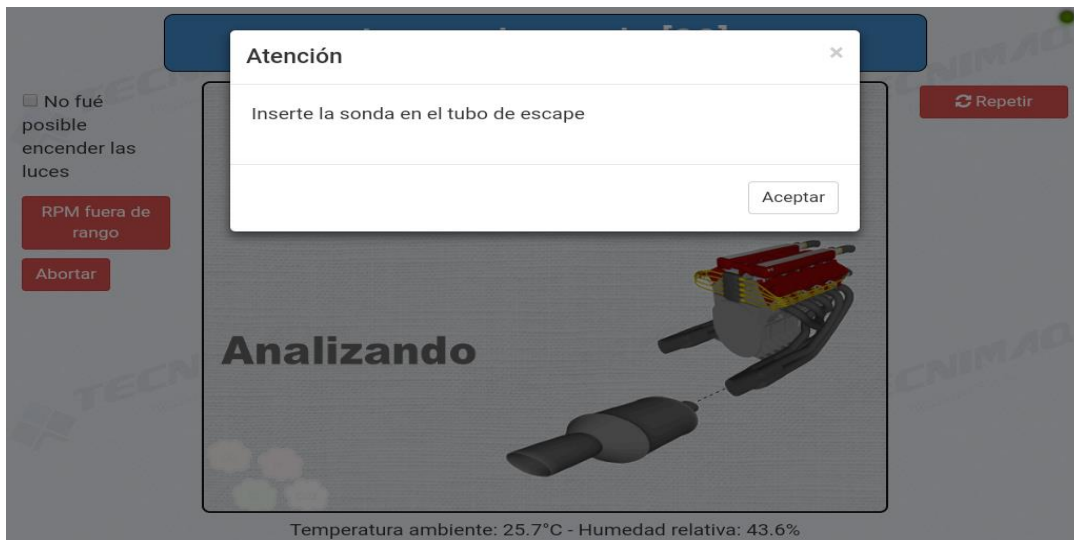 Atención
×
Inserte la sonda en el tubo de escape
Aceptar
No fué
posible
encender las
luces
RPM fuera de
rango
Abortar
Repetir
Analizando
TECNIMAQ
Temperatura ambiente: 25.7°C - Humedad relativa: 43.6%